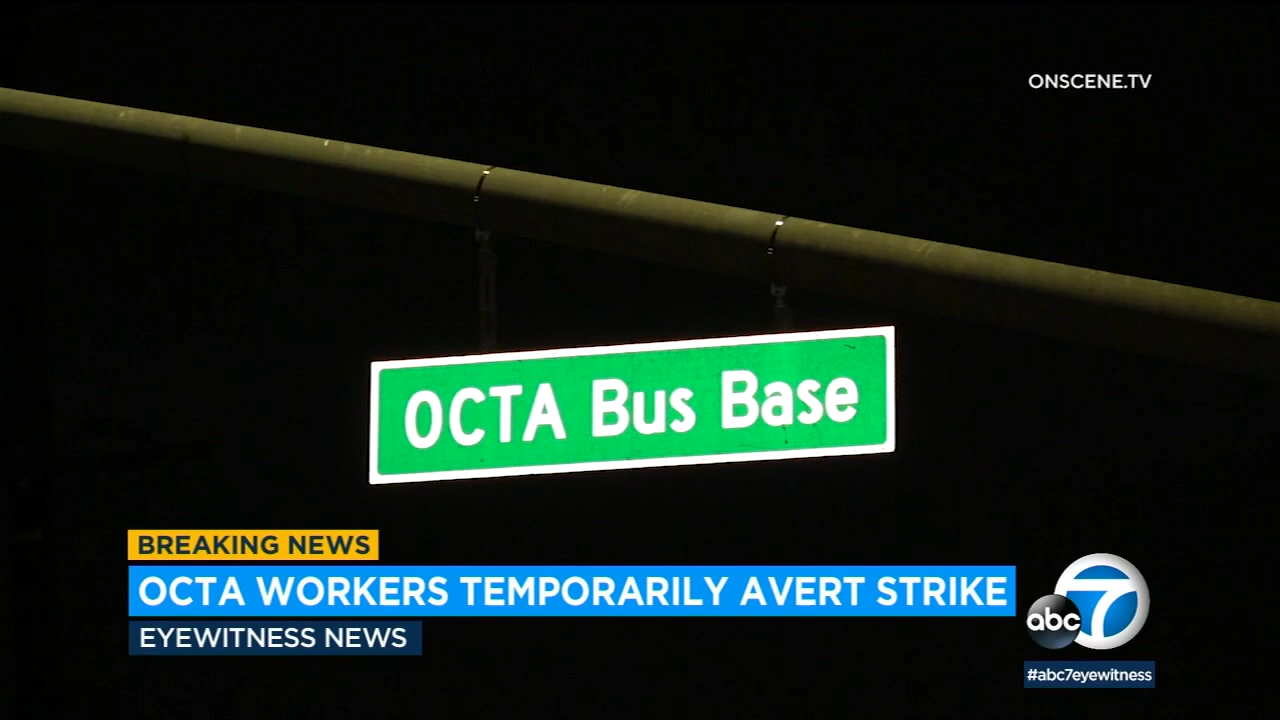 ONSCENE.TV
OCTA Bus Base
BREAKING NEWS
OCTA WORKERS TEMPORARILY AVERT STRIKE
EYEWITNESS NEWS
abc 7
#abc7eyewitness